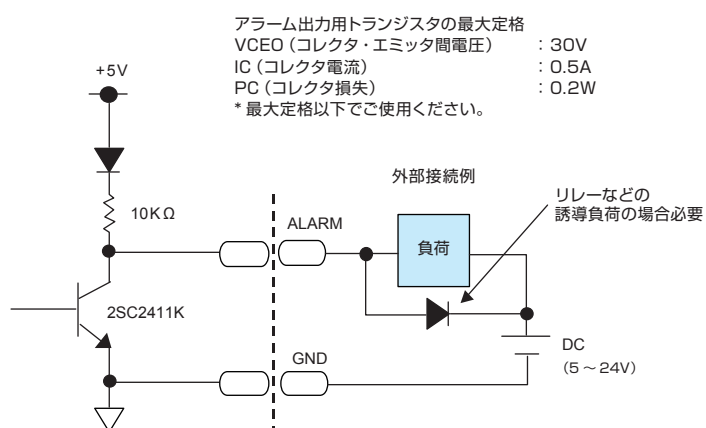 アラーム出力用トランジスタの最大定格
VCEO（コレクタ・エミッタ間電圧）　：30V
IC（コレクタ電流）　：0.5A
PC（コレクタ損失）　：0.2W
*最大定格以下でご使用ください。
+5V
外部接続例
リレーなどの
誘導負荷の場合必要
10KΩ
ALARM
負荷
2SC2411K
GND
DC
（5～24V）